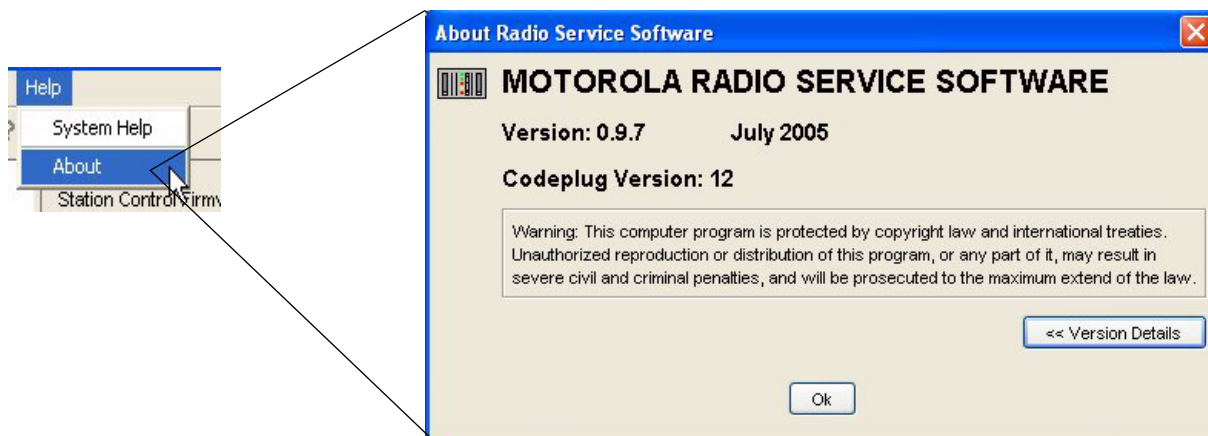 Help
System Help
About
Station Control Firmw
About Radio Service Software
MOTOROLA RADIO SERVICE SOFTWARE
Version: 0.9.7 July 2005
Codeplug Version: 12
Warning: This computer program is protected by copyright law and international treaties.
Unauthorized reproduction or distribution of this program, or any part of it, may result in
severe civil and criminal penalties, and will be prosecuted to the maximum extend of the law.
<< Version Details
Ok